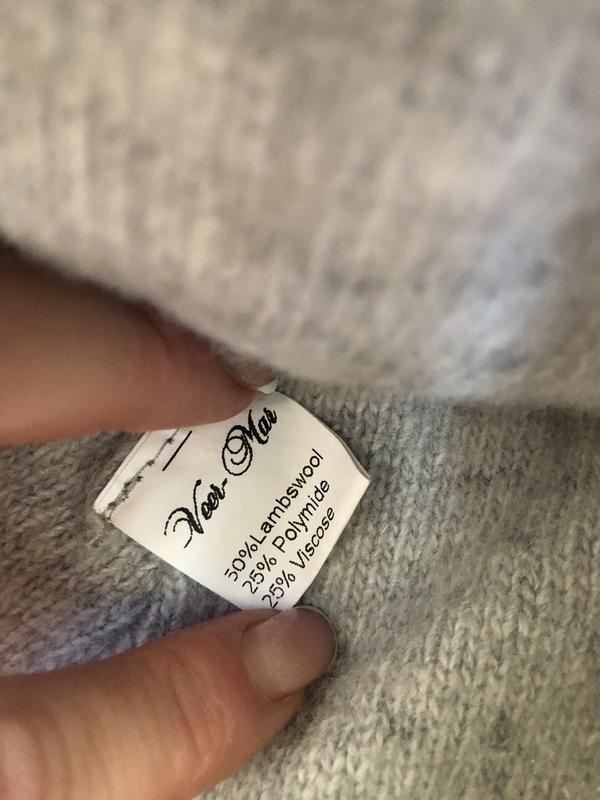 Veer-Mar
50%Lambswool
25% Polymide
25% Viscose